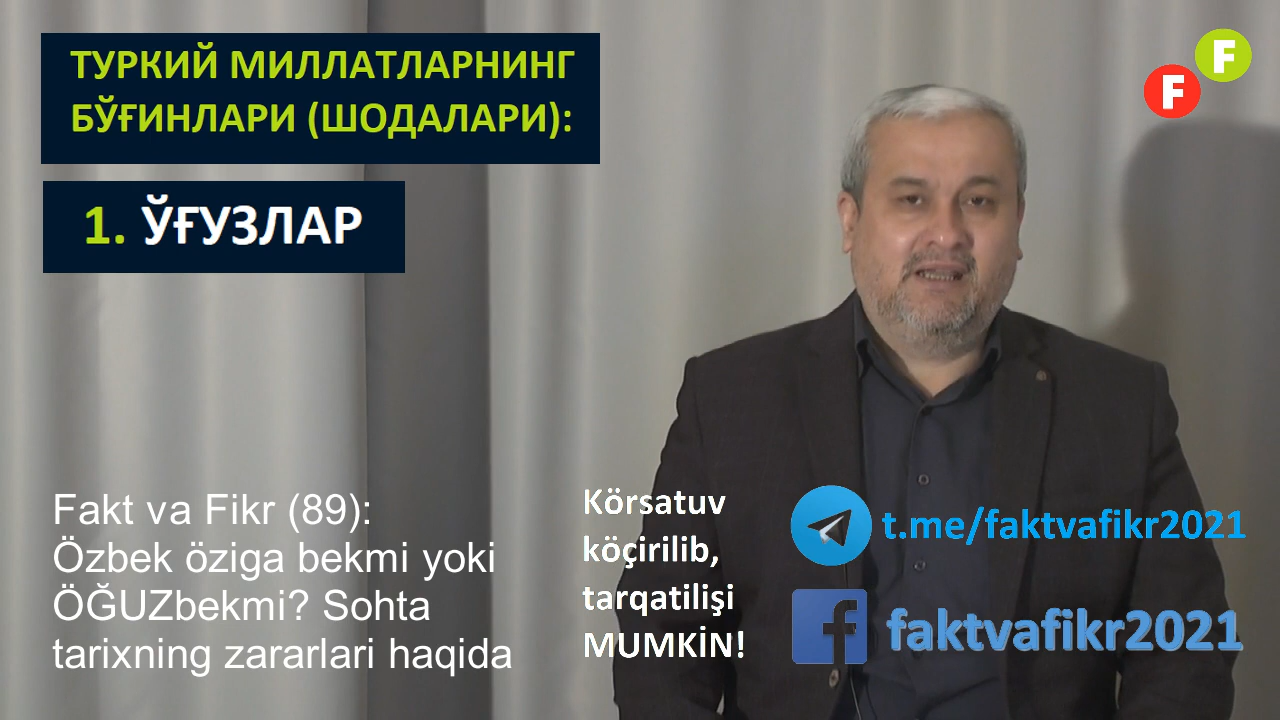 ТУРКИЙ МИЛЛАТЛАРНИНГ
БЎҒИНЛАРИ (ШОДАЛАРИ):
1. ЎҒУЗЛАР
F F
Fakt va Fikr (89):
Özbek öziga bekmi yoki
ÖĞUZbekmi? Sohta
tarixning zararlari haqida
Körsatuv
köçirilib,
tarqatilişi
MUMKİN!
t.me/faktvafikr2021
f
faktvafikr2021